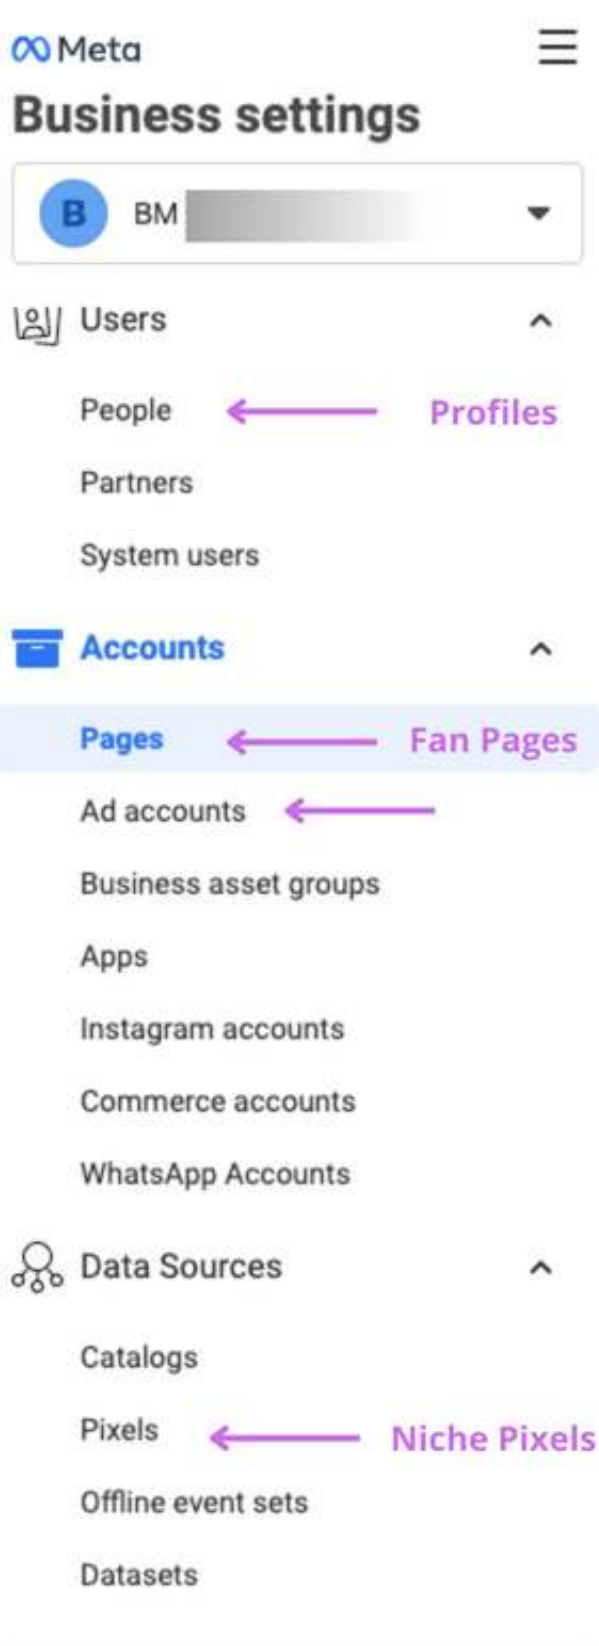 Meta
Business settings
B BM
Users
People Profiles
Partners
System users
Accounts
Pages Fan Pages
Ad accounts
Business asset groups
Apps
Instagram accounts
Commerce accounts
WhatsApp Accounts
Data Sources
Catalogs
Pixels Niche Pixels
Offline event sets
Datasets